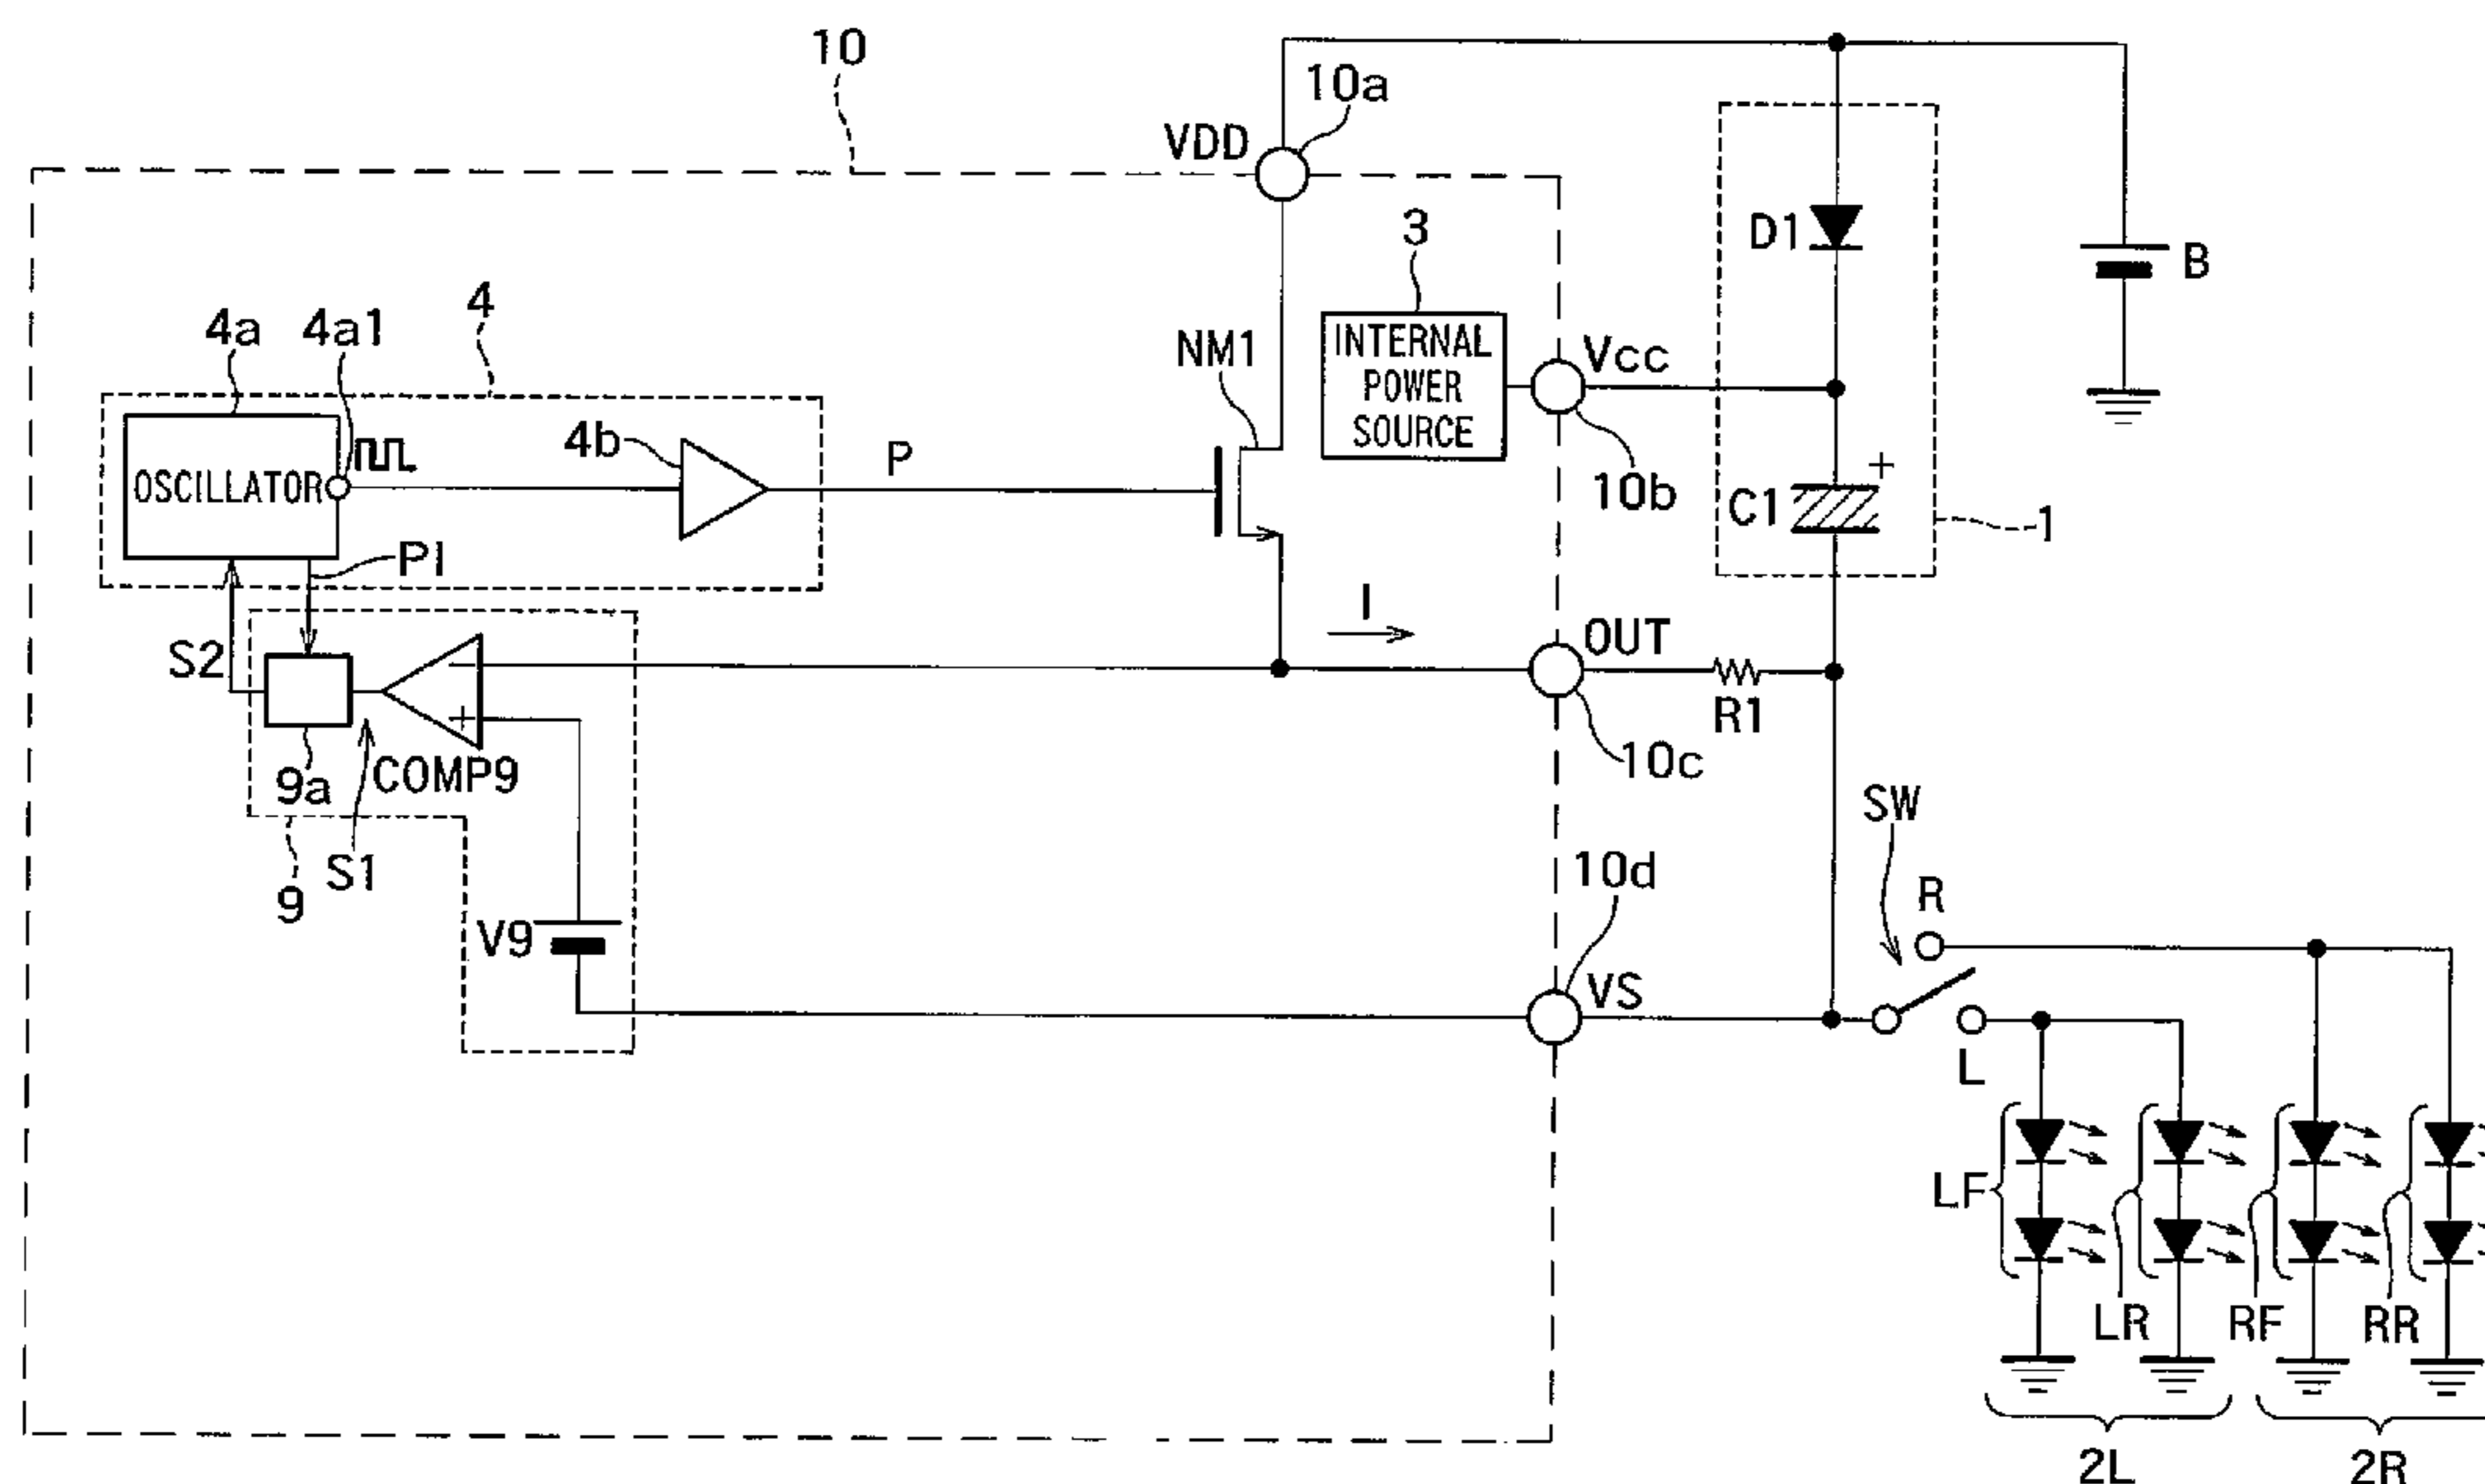 10
10a
VDD
3
D1
B
4
4a
4a1
NM1
INTERNAL
POWER
SOURCE
Vcc
4b
P
OSCILLATOR
10b
+
C1
1
P1
I
OUT
S2
−
+
R1
9a
COMP9
10c
SW
9
S1
10d
R
V9
VS
L
LF
LR
RF
RR
2L
2R